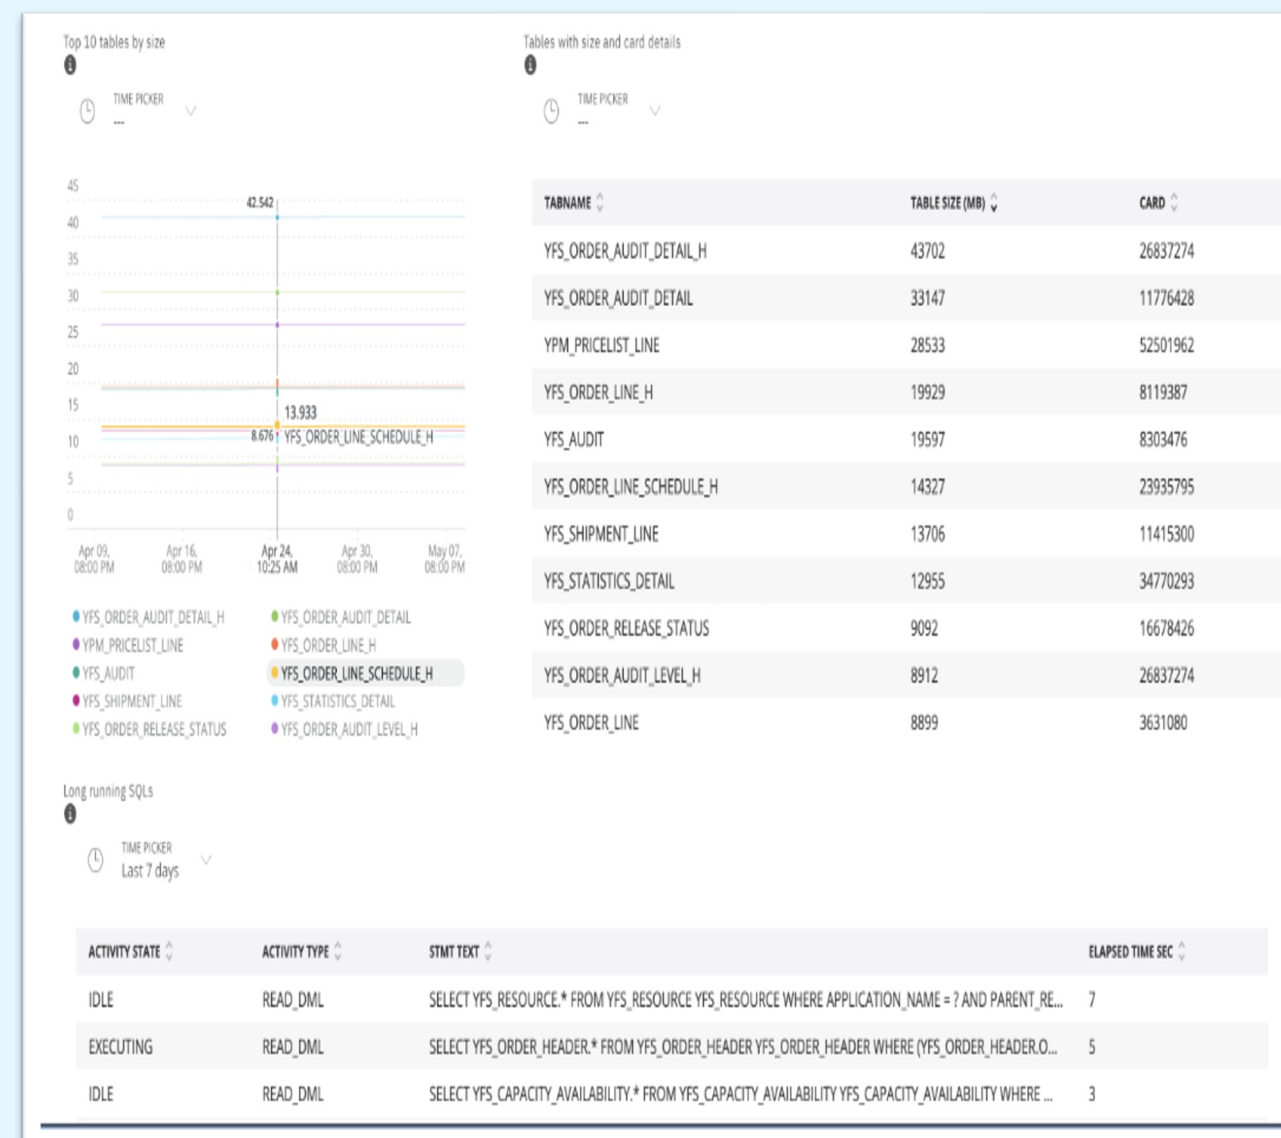 Top 10 tables by size
TIME PICKER
---
45
42.542
40
35
30
25
20
15
13.933
10
8.676 YFS_ORDER_LINE_SCHEDULE_H
5
0
Apr 09, 08:00 PM
Apr 16, 08:00 PM
Apr 24, 10:25 AM
Apr 30, 08:00 PM
May 07, 08:00 PM
YFS_ORDER_AUDIT_DETAIL_H YFS_ORDER_AUDIT_DETAIL
YPM_PRICELIST_LINE YFS_ORDER_LINE_H
YFS_AUDIT YFS_ORDER_LINE_SCHEDULE_H
YFS_SHIPMENT_LINE YFS_STATISTICS_DETAIL
YFS_ORDER_RELEASE_STATUS YFS_ORDER_AUDIT_LEVEL_H
Tables with size and card details
TIME PICKER
---
TABNAME TABLE SIZE (MB) CARD
YFS_ORDER_AUDIT_DETAIL_H 43702 26837274
YFS_ORDER_AUDIT_DETAIL 33147 11776428
YPM_PRICELIST_LINE 28533 52501962
YFS_ORDER_LINE_H 19929 8119387
YFS_AUDIT 19597 8303476
YFS_ORDER_LINE_SCHEDULE_H 14327 23935795
YFS_SHIPMENT_LINE 13706 11415300
YFS_STATISTICS_DETAIL 12955 34770293
YFS_ORDER_RELEASE_STATUS 9092 16678426
YFS_ORDER_AUDIT_LEVEL_H 8912 26837274
YFS_ORDER_LINE 8899 3631080
Long running SQLs
TIME PICKER
Last 7 days
ACTIVITY STATE ACTIVITY TYPE STMT TEXT ELAPSED TIME SEC
IDLE READ_DML SELECT YFS_RESOURCE.* FROM YFS_RESOURCE YFS_RESOURCE WHERE APPLICATION_NAME = ? AND PARENT_RE... 7
EXECUTING READ_DML SELECT YFS_ORDER_HEADER.* FROM YFS_ORDER_HEADER YFS_ORDER_HEADER WHERE (YFS_ORDER_HEADER.O... 5
IDLE READ_DML SELECT YFS_CAPACITY_AVAILABILITY.* FROM YFS_CAPACITY_AVAILABILITY YFS_CAPACITY_AVAILABILITY WHERE ... 3